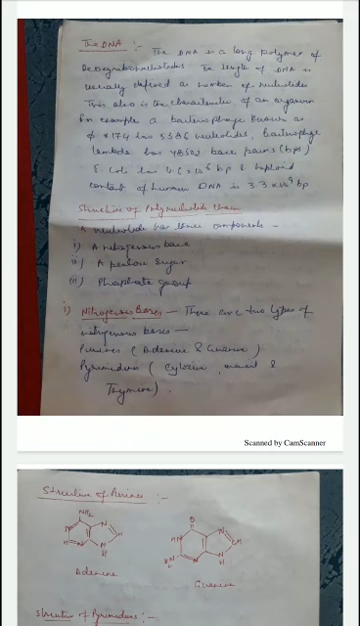 The DNA :- The DNA is a long polymer of
Deoxyribonucleotides. The length of DNA is
usually defined as number of nucleotides
This also is the characteristic of an organism
For example a bacteriophage known as
φ ×174 has 5386 nucleotides, bacteriophage
lambda has 48502 base pairs (bps)
E. Coli has 4.6 × 10⁶ bp & haploid
content of human DNA is 3.3 × 10⁹ bp
Structure of Polynucleotide chain
A nucleotide has three components -
i) A nitrogenous base
ii) A pentose sugar
iii) Phosphate group
i) Nitrogenous Bases - There are two types of
nitrogenous bases -
Purines (Adenine & Guanine)
Pyrimidines (Cytosine, uracil &
Thymine).
Scanned by CamScanner
Structure of Purines :-
NH₂
O
Adenine
Guanine
Structure of Pyrimidines :-